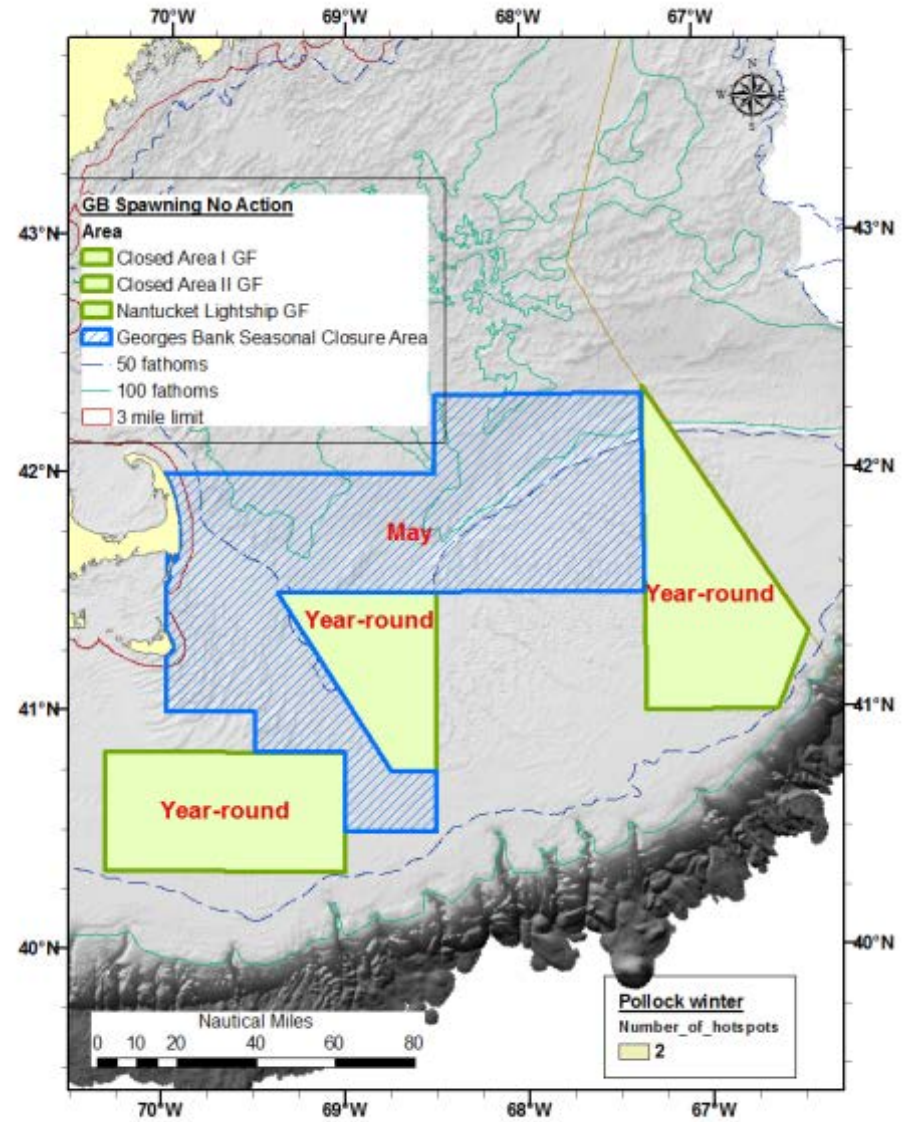 70°W 69°W 68°W 67°W
N
W E
S
43°N
43°N
GB Spawning No Action
Area
Closed Area I GF
Closed Area II GF
Nantucket Lightship GF
Georges Bank Seasonal Closure Area
50 fathoms
100 fathoms
3 mile limit
42°N
42°N
May
Year-round
Year-round
41°N
41°N
Year-round
40°N
40°N
Pollock winter
Number_of_hotspots
2
Nautical Miles
0 10 20 40 60 80
70°W 69°W 68°W 67°W